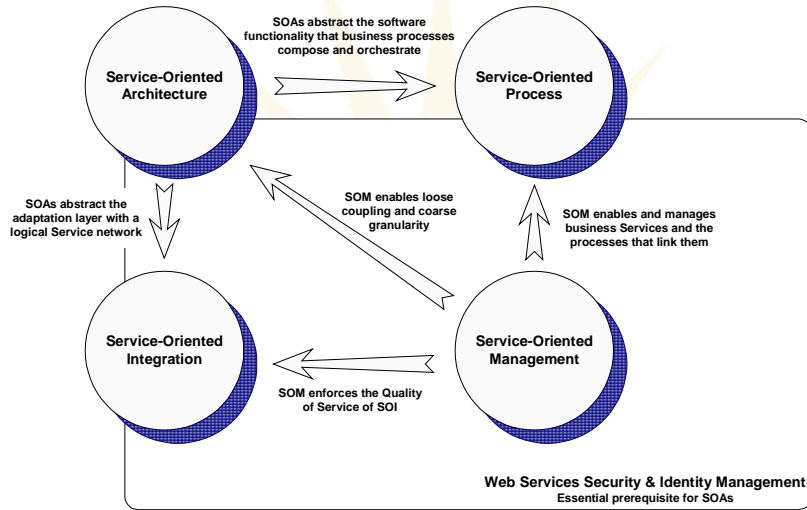 SOAs abstract the software
functionality that business processes
compose and orchestrate
Service-Oriented
Architecture
Service-Oriented
Process
SOAs abstract the
adaptation layer with a
logical Service network
SOM enables loose
coupling and coarse
granularity
SOM enables and manages
business Services and the
processes that link them
Service-Oriented
Integration
Service-Oriented
Management
SOM enforces the Quality
of Service of SOI
Web Services Security & Identity Management
Essential prerequisite for SOAs